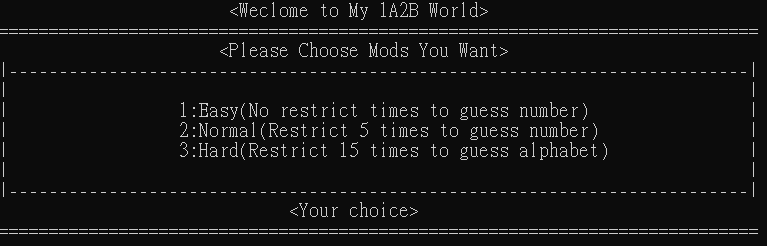 <Weclome to My 1A2B World>
<Please Choose Mods You Want>
1:Easy(No restrict times to guess number)
2:Normal(Restrict 5 times to guess number)
3:Hard(Restrict 15 times to guess alphabet)
<Your choice>